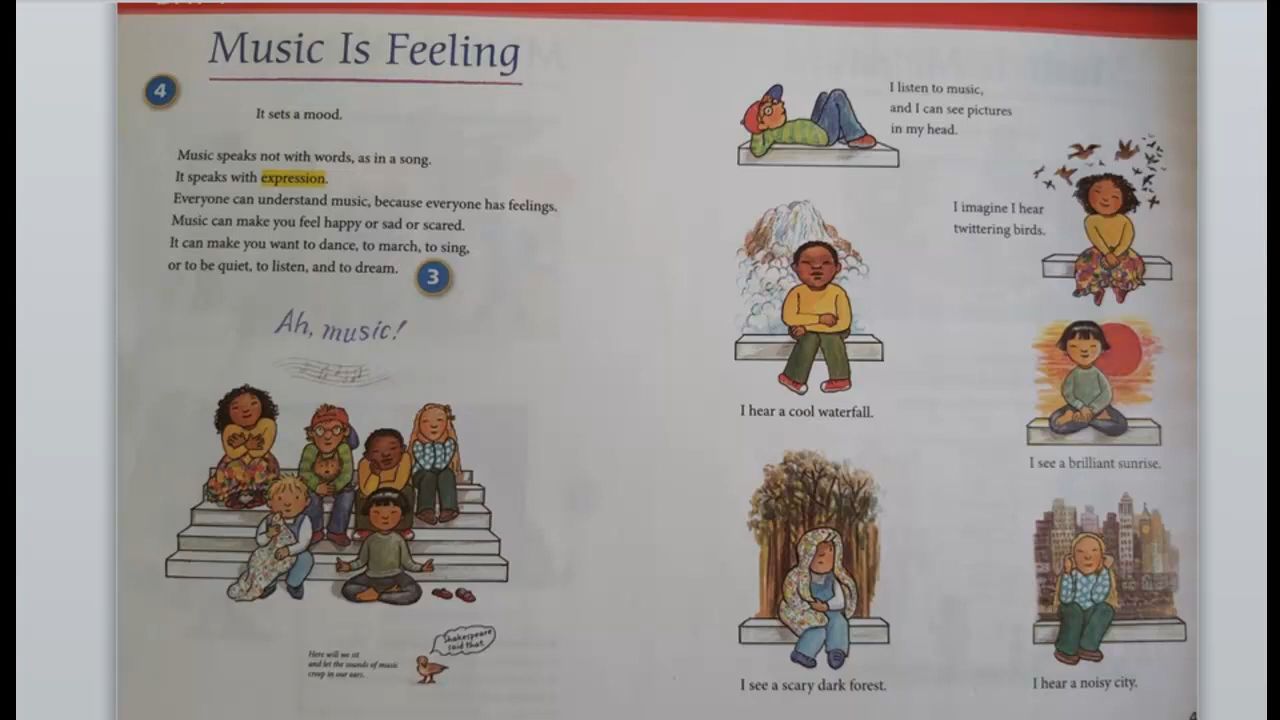 Music Is Feeling
4
It sets a mood.
Music speaks not with words, as in a song.
It speaks with expression.
Everyone can understand music, because everyone has feelings.
Music can make you feel happy or sad or scared.
It can make you want to dance, to march, to sing,
or to be quiet, to listen, and to dream.
3
Ah, music!
Shakespeare
said that
Here will we sit
and let the sounds of music
creep in our ears.
I listen to music,
and I can see pictures
in my head.
I imagine I hear
twittering birds.
I hear a cool waterfall.
I see a brilliant sunrise.
I see a scary dark forest.
I hear a noisy city.